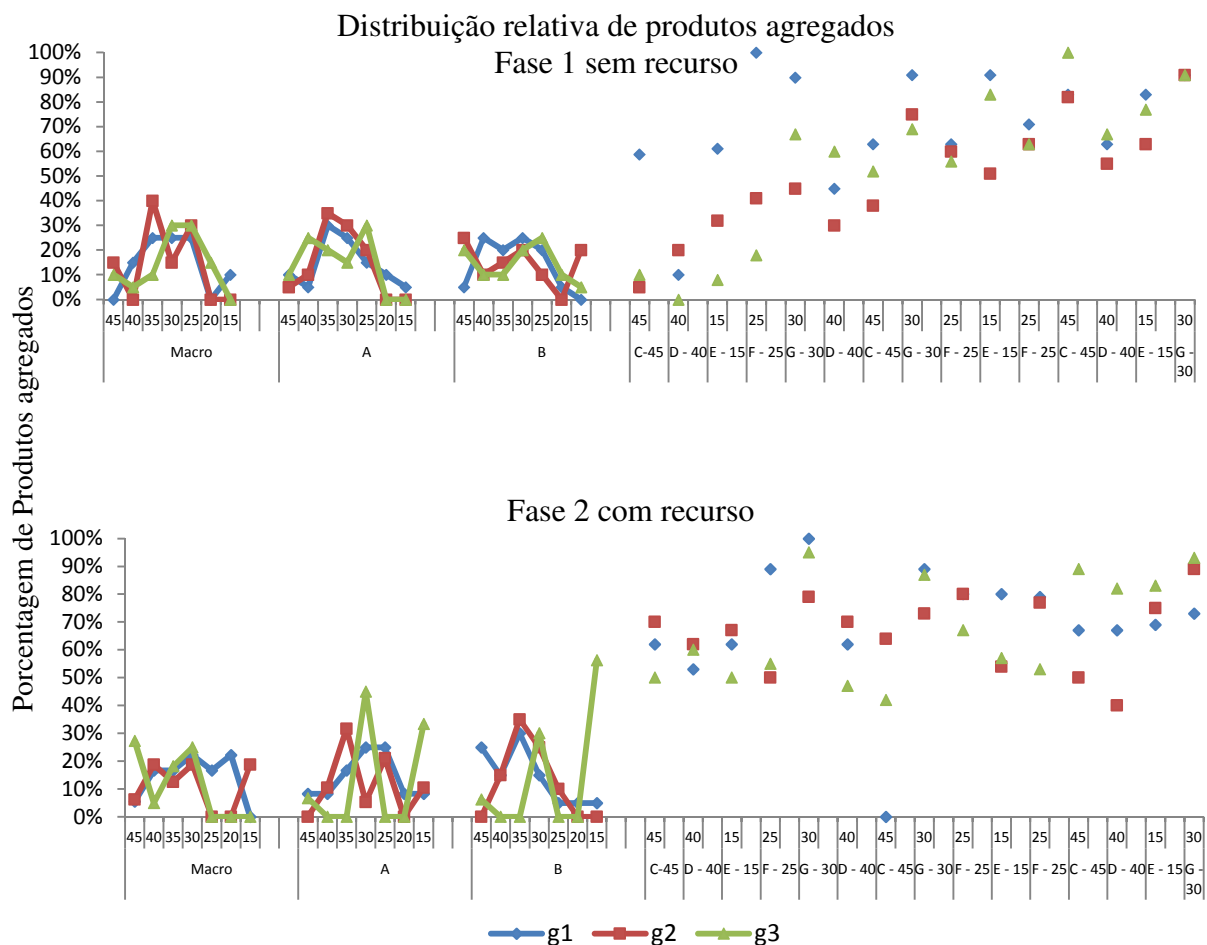 Distribuição relativa de produtos agregados
Fase 1 sem recurso
Porcentagem de Produtos agregados
100%
90%
80%
70%
60%
50%
40%
30%
20%
10%
0%
45 40 35 30 25 20 15 45 40 35 30 25 20 15 45 40 35 30 25 20 15 45 40 15 25 30 40 45 30 25 15 25 45 40 15 30
Macro A B C-45 D - 40 E - 15 F - 25 G - 30 D - 40 C - 45 G - 30 F - 25 E - 15 F - 25 C - 45 D - 40 E - 15 G -
30
Fase 2 com recurso
100%
90%
80%
70%
60%
50%
40%
30%
20%
10%
0%
45 40 35 30 25 20 15 45 40 35 30 25 20 15 45 40 35 30 25 20 15 45 40 15 25 30 40 45 30 25 15 25 45 40 15 30
Macro A B C-45 D - 40 E - 15 F - 25 G - 30 D - 40 C - 45 G - 30 F - 25 E - 15 F - 25 C - 45 D - 40 E - 15 G -
30
g1 g2 g3